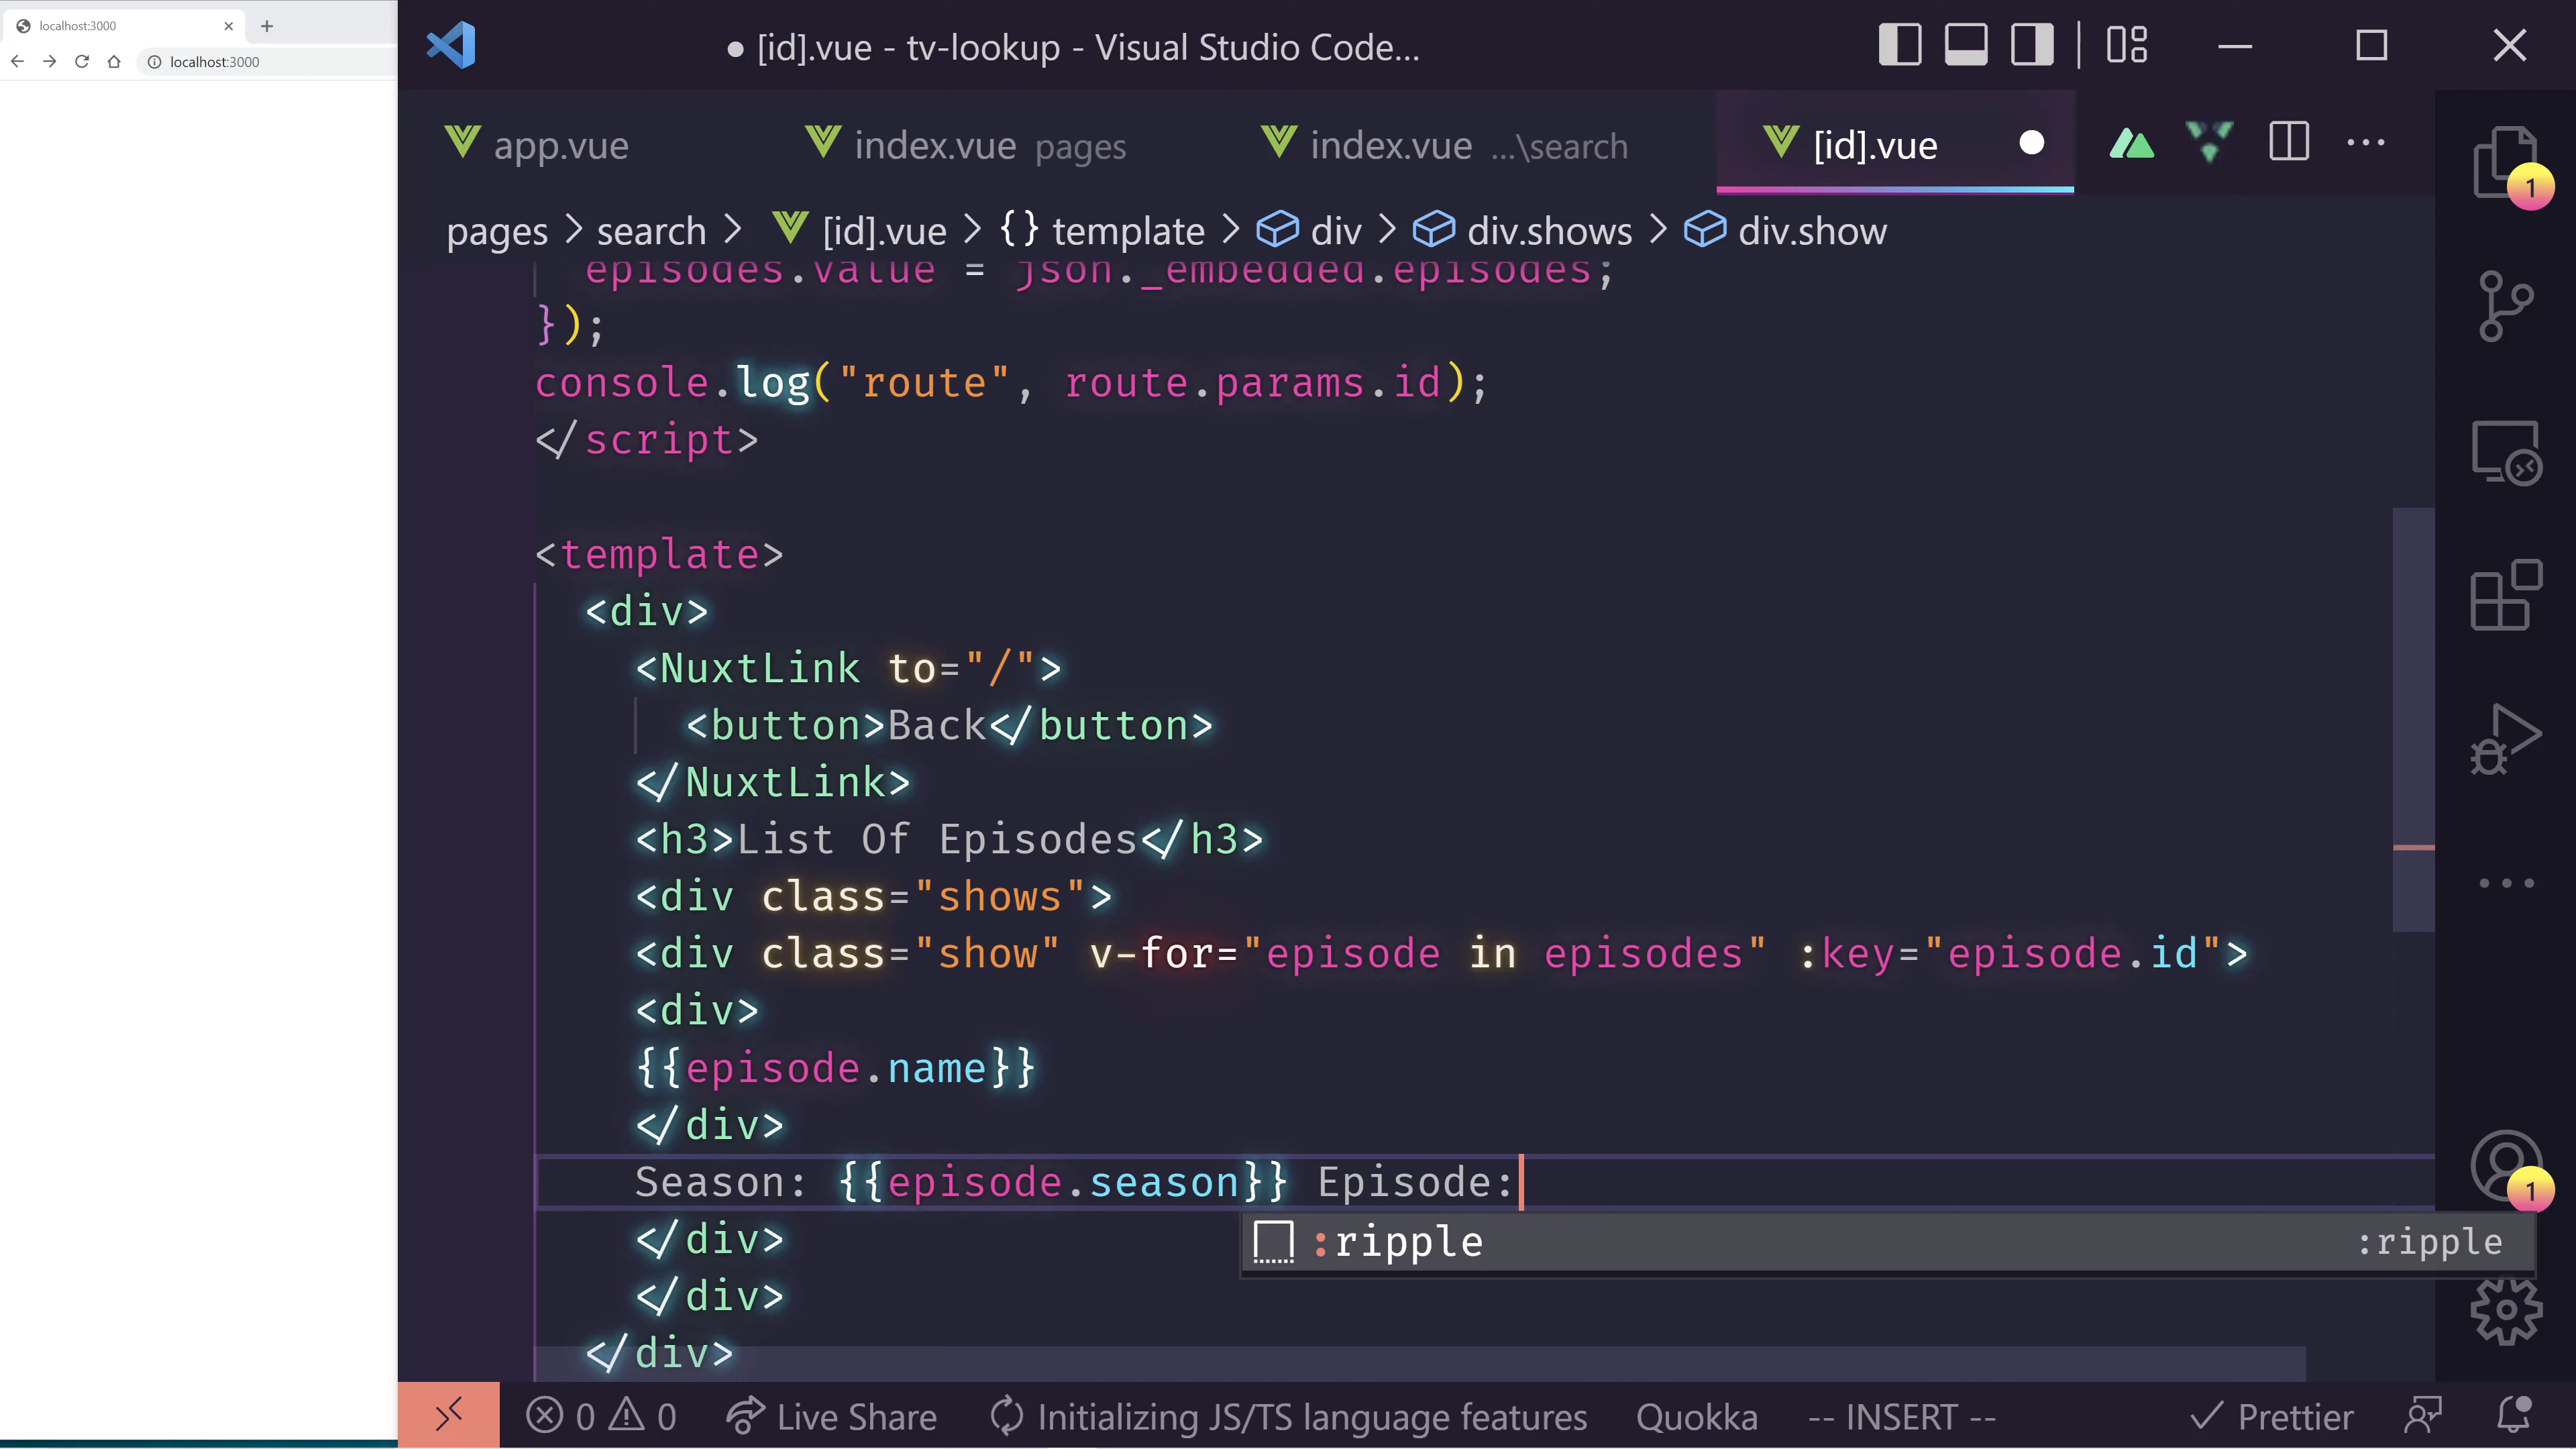 localhost:3000
localhost:3000
[id].vue - tv-lookup - Visual Studio Code...
app.vue
index.vue pages
index.vue ...\search
[id].vue
pages > search > [id].vue > {} template > div > div.shows > div.show
episodes.value = json._embedded.episodes;
});
console.log("route", route.params.id);
</script>
<template>
<div>
<NuxtLink to="/">
<button>Back</button>
</NuxtLink>
<h3>List Of Episodes</h3>
<div class="shows">
<div class="show" v-for="episode in episodes" :key="episode.id">
<div>
{{episode.name}}
</div>
Season: {{episode.season}} Episode:
:ripple :ripple
</div>
</div>
</div>
0 0 Live Share Initializing JS/TS language features Quokka -- INSERT -- Prettier
1
1